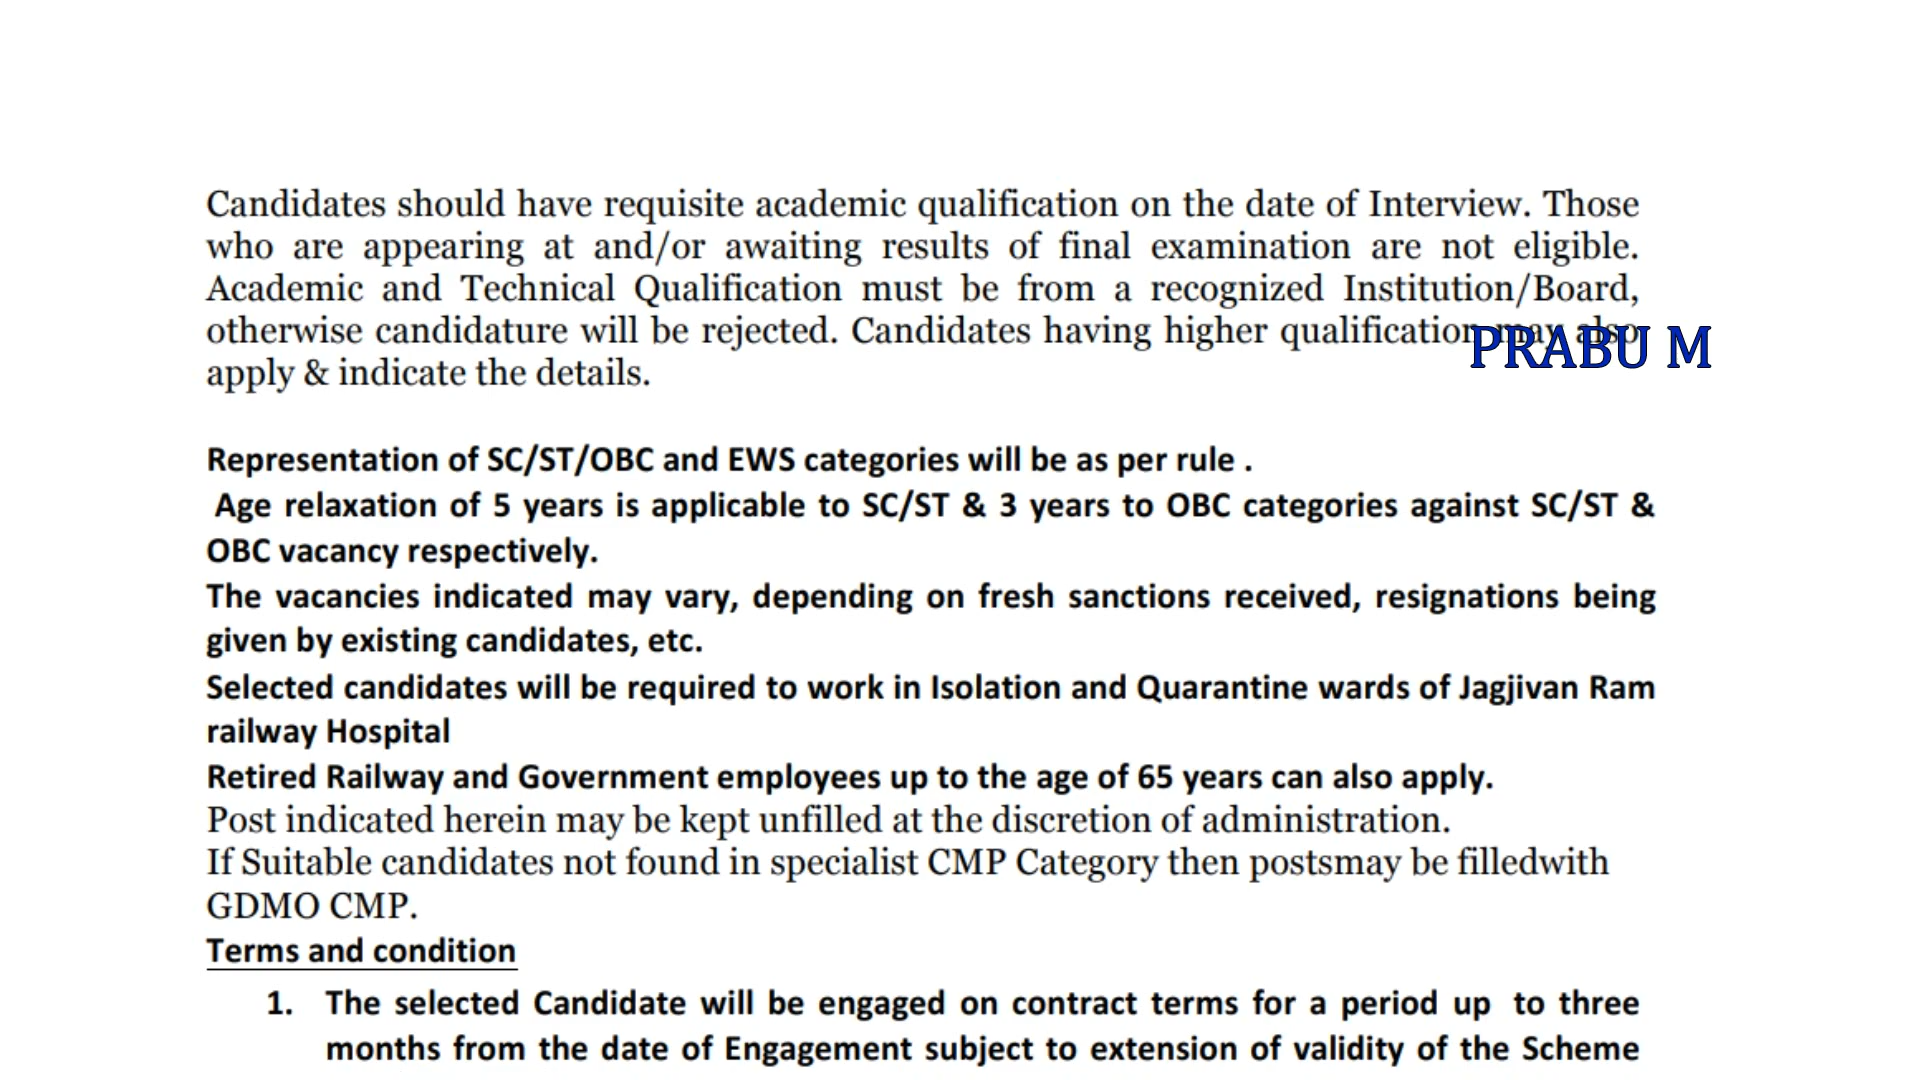 Candidates should have requisite academic qualification on the date of Interview. Those
who are appearing at and/or awaiting results of final examination are not eligible.
Academic and Technical Qualification must be from a recognized Institution/Board,
otherwise candidature will be rejected. Candidates having higher qualification may also
PRABU M
apply & indicate the details.
Representation of SC/ST/OBC and EWS categories will be as per rule .
Age relaxation of 5 years is applicable to SC/ST & 3 years to OBC categories against SC/ST &
OBC vacancy respectively.
The vacancies indicated may vary, depending on fresh sanctions received, resignations being
given by existing candidates, etc.
Selected candidates will be required to work in Isolation and Quarantine wards of Jagjivan Ram
railway Hospital
Retired Railway and Government employees up to the age of 65 years can also apply.
Post indicated herein may be kept unfilled at the discretion of administration.
If Suitable candidates not found in specialist CMP Category then postsmay be filledwith
GDMO CMP.
Terms and condition
1. The selected Candidate will be engaged on contract terms for a period up to three
months from the date of Engagement subject to extension of validity of the Scheme